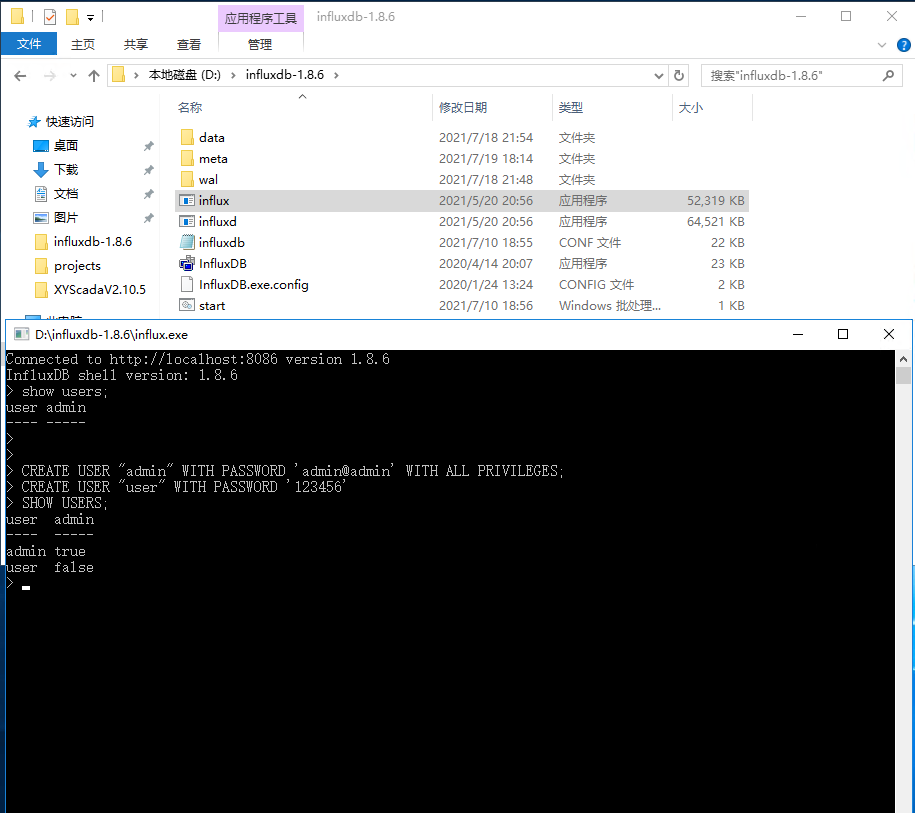 应用程序工具 influxdb-1.8.6
文件 主页 共享 查看 管理
本地磁盘 (D:) influxdb-1.8.6 搜索"influxdb-1.8.6"
名称 修改日期 类型 大小
快速访问
桌面
下载
文档
图片
influxdb-1.8.6
projects
XYScadaV2.10.5
data 2021/7/18 21:54 文件夹
meta 2021/7/19 18:14 文件夹
wal 2021/7/18 21:48 文件夹
influx 2021/5/20 20:56 应用程序 52,319 KB
influxd 2021/5/20 20:56 应用程序 64,521 KB
influxdb 2021/7/10 18:55 CONF 文件 22 KB
InfluxDB 2020/4/14 20:07 应用程序 23 KB
InfluxDB.exe.config 2020/1/24 13:24 CONFIG 文件 2 KB
start 2021/7/10 18:56 Windows 批处理... 1 KB
D:\influxdb-1.8.6\influx.exe
Connected to http://localhost:8086 version 1.8.6
InfluxDB shell version: 1.8.6
> show users;
user admin
---- -----
>
>
> CREATE USER "admin" WITH PASSWORD 'admin@admin' WITH ALL PRIVILEGES;
> CREATE USER "user" WITH PASSWORD '123456'
> SHOW USERS;
user  admin
----  -----
admin true
user  false
>